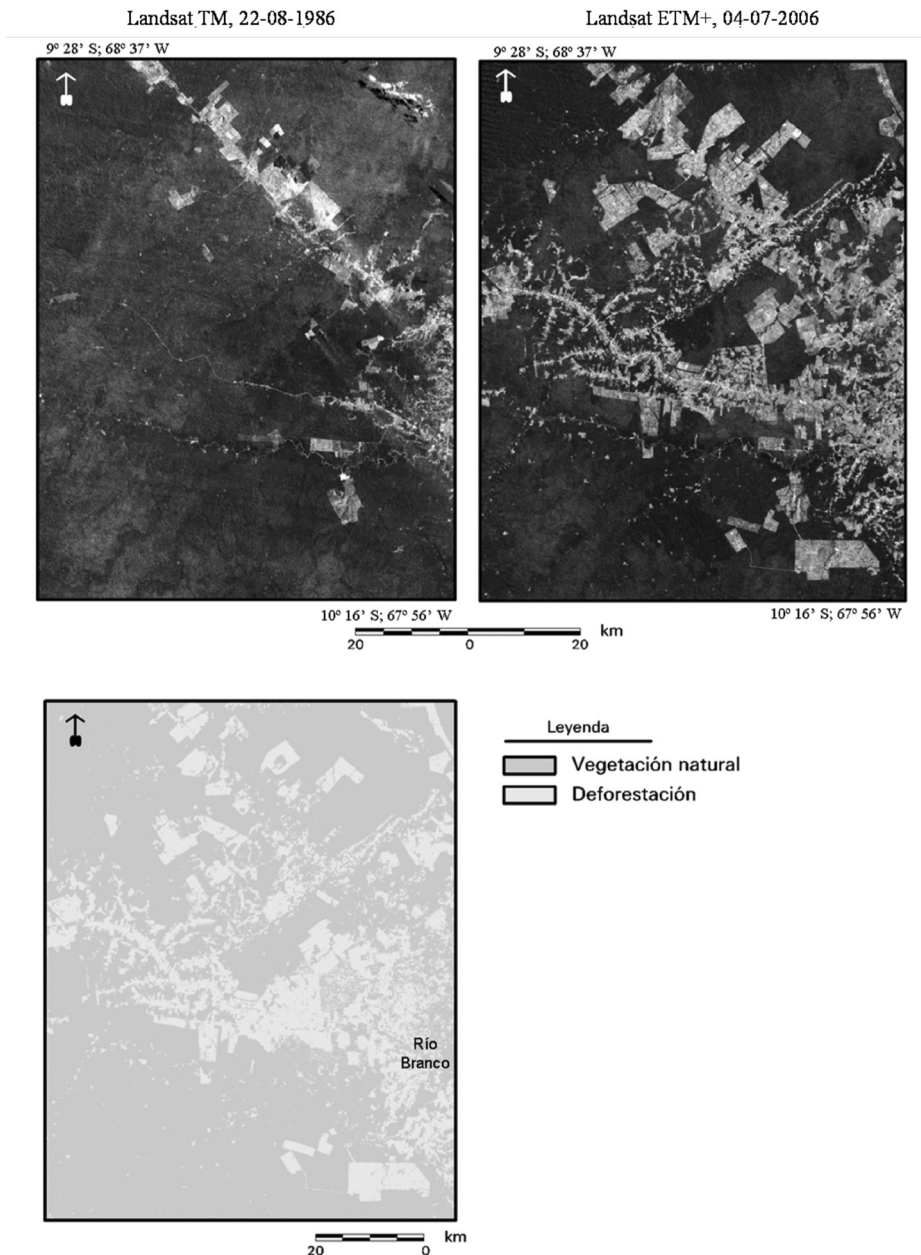 Landsat TM, 22-08-1986
Landsat ETM+, 04-07-2006
9º 28’ S; 68º 37’ W
9º 28’ S; 68º 37’ W
10º 16’ S; 67º 56’ W
10º 16’ S; 67º 56’ W
20 0 20 km
Leyenda
Vegetación natural
Deforestación
Río
Branco
20 0 km